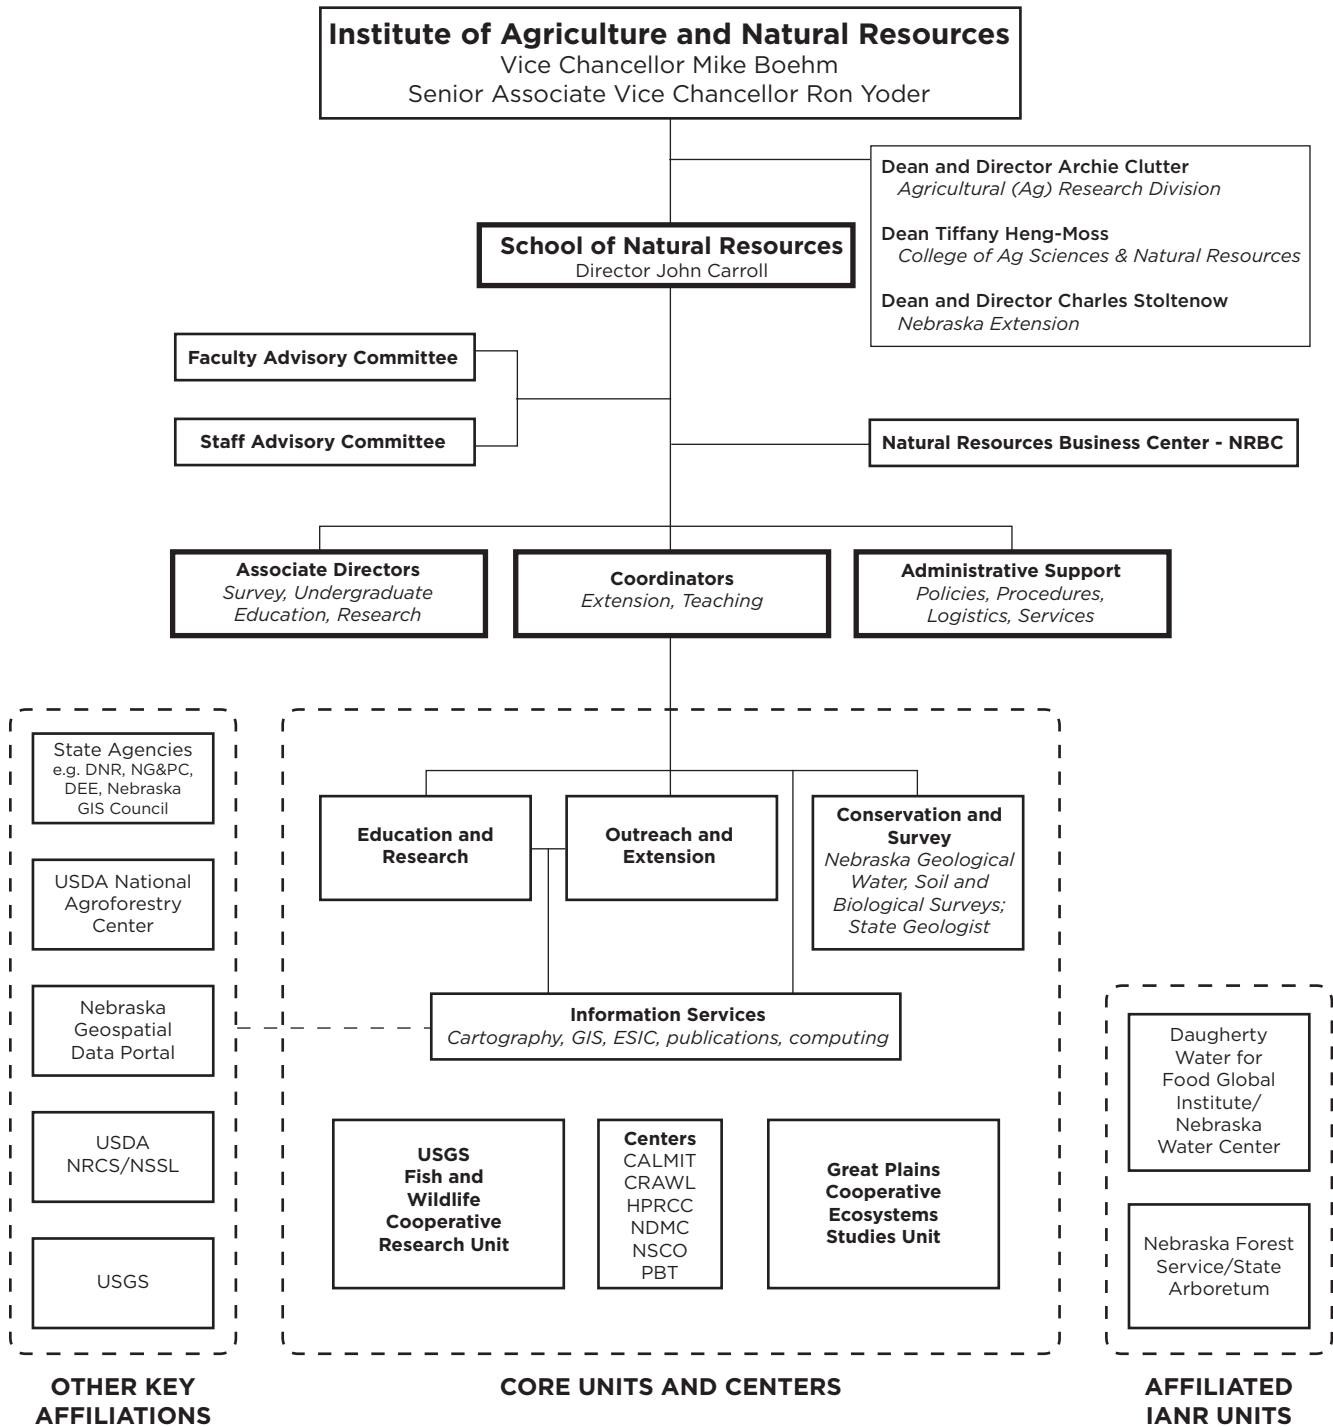 Institute of Agriculture and Natural Resources
Vice Chancellor Mike Boehm
Senior Associate Vice Chancellor Ron Yoder
Dean and Director Archie Clutter
Agricultural (Ag) Research Division
Dean Tiffany Heng-Moss
College of Ag Sciences & Natural Resources
Dean and Director Charles Stoltenow
Nebraska Extension
School of Natural Resources
Director John Carroll
Faculty Advisory Committee
Staff Advisory Committee
Natural Resources Business Center - NRBC
Associate Directors
Survey, Undergraduate
Education, Research
Coordinators
Extension, Teaching
Administrative Support
Policies, Procedures,
Logistics, Services
State Agencies
e.g. DNR, NG&PC,
DEE, Nebraska
GIS Council
USDA National
Agroforestry
Center
Nebraska
Geospatial
Data Portal
USDA
NRCS/NSSL
USGS
OTHER KEY
AFFILIATIONS
Education and
Research
Outreach and
Extension
Conservation and
Survey
Nebraska Geological
Water, Soil and
Biological Surveys;
State Geologist
Information Services
Cartography, GIS, ESIC, publications, computing
USGS
Fish and
Wildlife
Cooperative
Research Unit
Centers
CALMIT
CRAWL
HPRCC
NDMC
NSCO
PBT
Great Plains
Cooperative
Ecosystems
Studies Unit
CORE UNITS AND CENTERS
Daugherty
Water for
Food Global
Institute/
Nebraska
Water Center
Nebraska Forest
Service/State
Arboretum
AFFILIATED
IANR UNITS